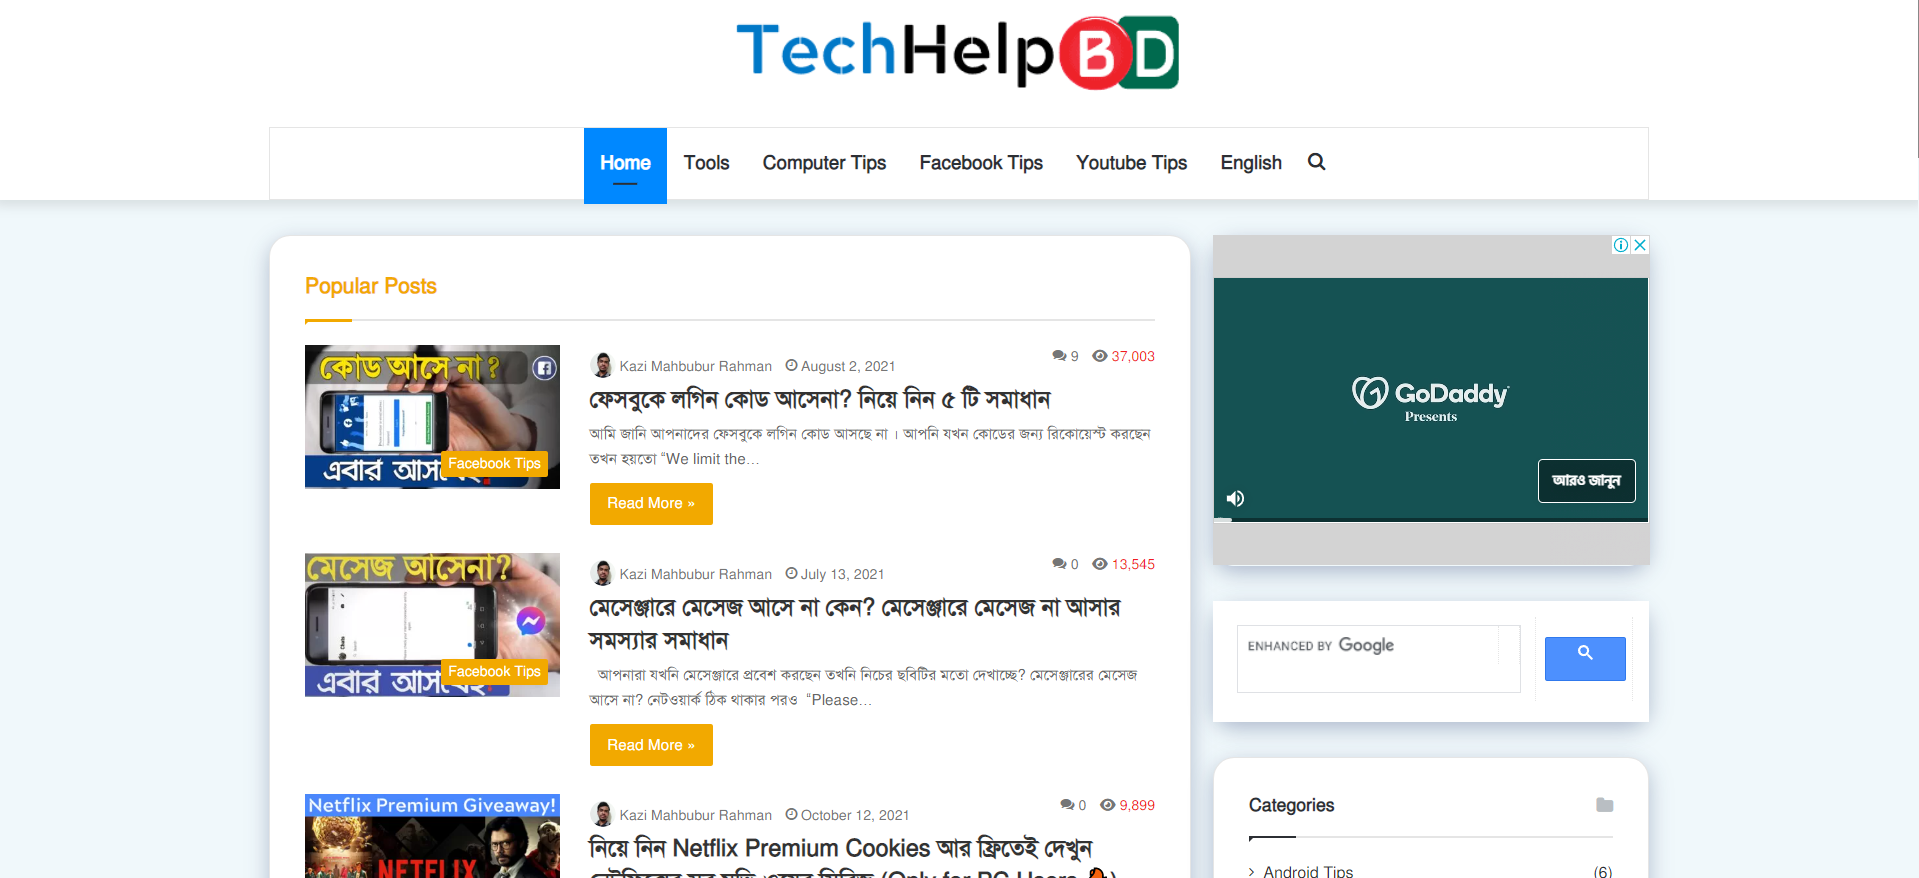 TechHelpBD
Home Tools Computer Tips Facebook Tips Youtube Tips English
Popular Posts
কোড আসে না ?
Facebook Tips
Kazi Mahbubur Rahman August 2, 2021 9 37,003
ফেসবুকে লগিন কোড আসেনা? নিয়ে নিন ৫ টি সমাধান
আমি জানি আপনাদের ফেসবুকে লগিন কোড আসছে না । আপনি যখন কোডের জন্য রিকোয়েস্ট করছেন
তখন হয়তো “We limit the…
Read More »
মেসেজ আসেনা?
Facebook Tips
Kazi Mahbubur Rahman July 13, 2021 0 13,545
মেসেঞ্জারে মেসেজ আসে না কেন? মেসেঞ্জারে মেসেজ না আসার
সমস্যার সমাধান
আপনারা যখনি মেসেঞ্জারে প্রবেশ করছেন তখনি নিচের ছবিটির মতো দেখাচ্ছে? মেসেঞ্জারের মেসেজ
আসে না? নেটওয়ার্ক ঠিক থাকার পরও “Please…
Read More »
Netflix Premium Giveaway!
NETFLIX
Kazi Mahbubur Rahman October 12, 2021 0 9,899
নিয়ে নিন Netflix Premium Cookies আর ফ্রিতেই দেখুন
(Only for PC Users
GoDaddy
Presents
আরও জানুন
ENHANCED BY Google
Categories
Android Tips (6)